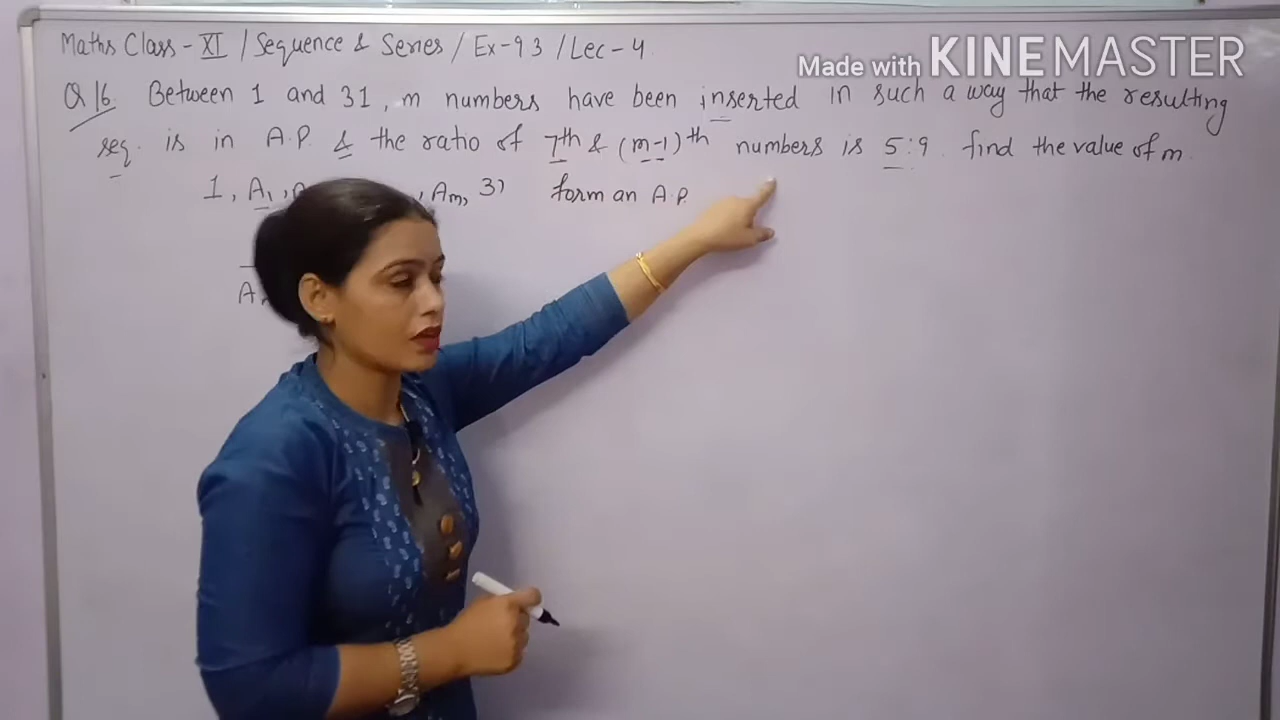 Maths Class - XI / Sequence & Series / Ex-9 3 / Lec - 4
Made with KINEMASTER
Q 16. Between 1 and 31, m numbers have been inserted in such a way that the resulting
seq. is in A.P. & the ratio of 7th & (m-1)th numbers is 5:9 find the value of m.
1, A1, , Am, 31 form an A.P.
A